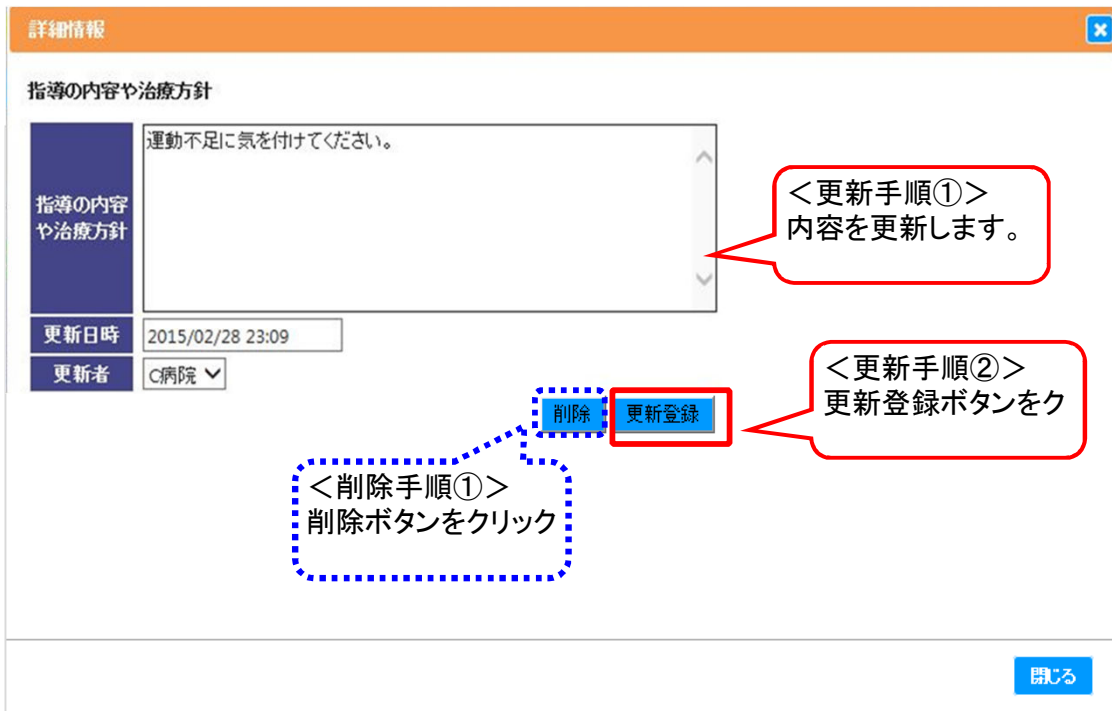 詳細情報
指導の内容や治療方針
指導の内容
や治療方針
運動不足に気を付けてください。
＜更新手順①＞
内容を更新します。
更新日時
2015/02/28 23:09
更新者
C病院
＜更新手順②＞
更新登録ボタンをク
削除
更新登録
＜削除手順①＞
削除ボタンをクリック
閉じる